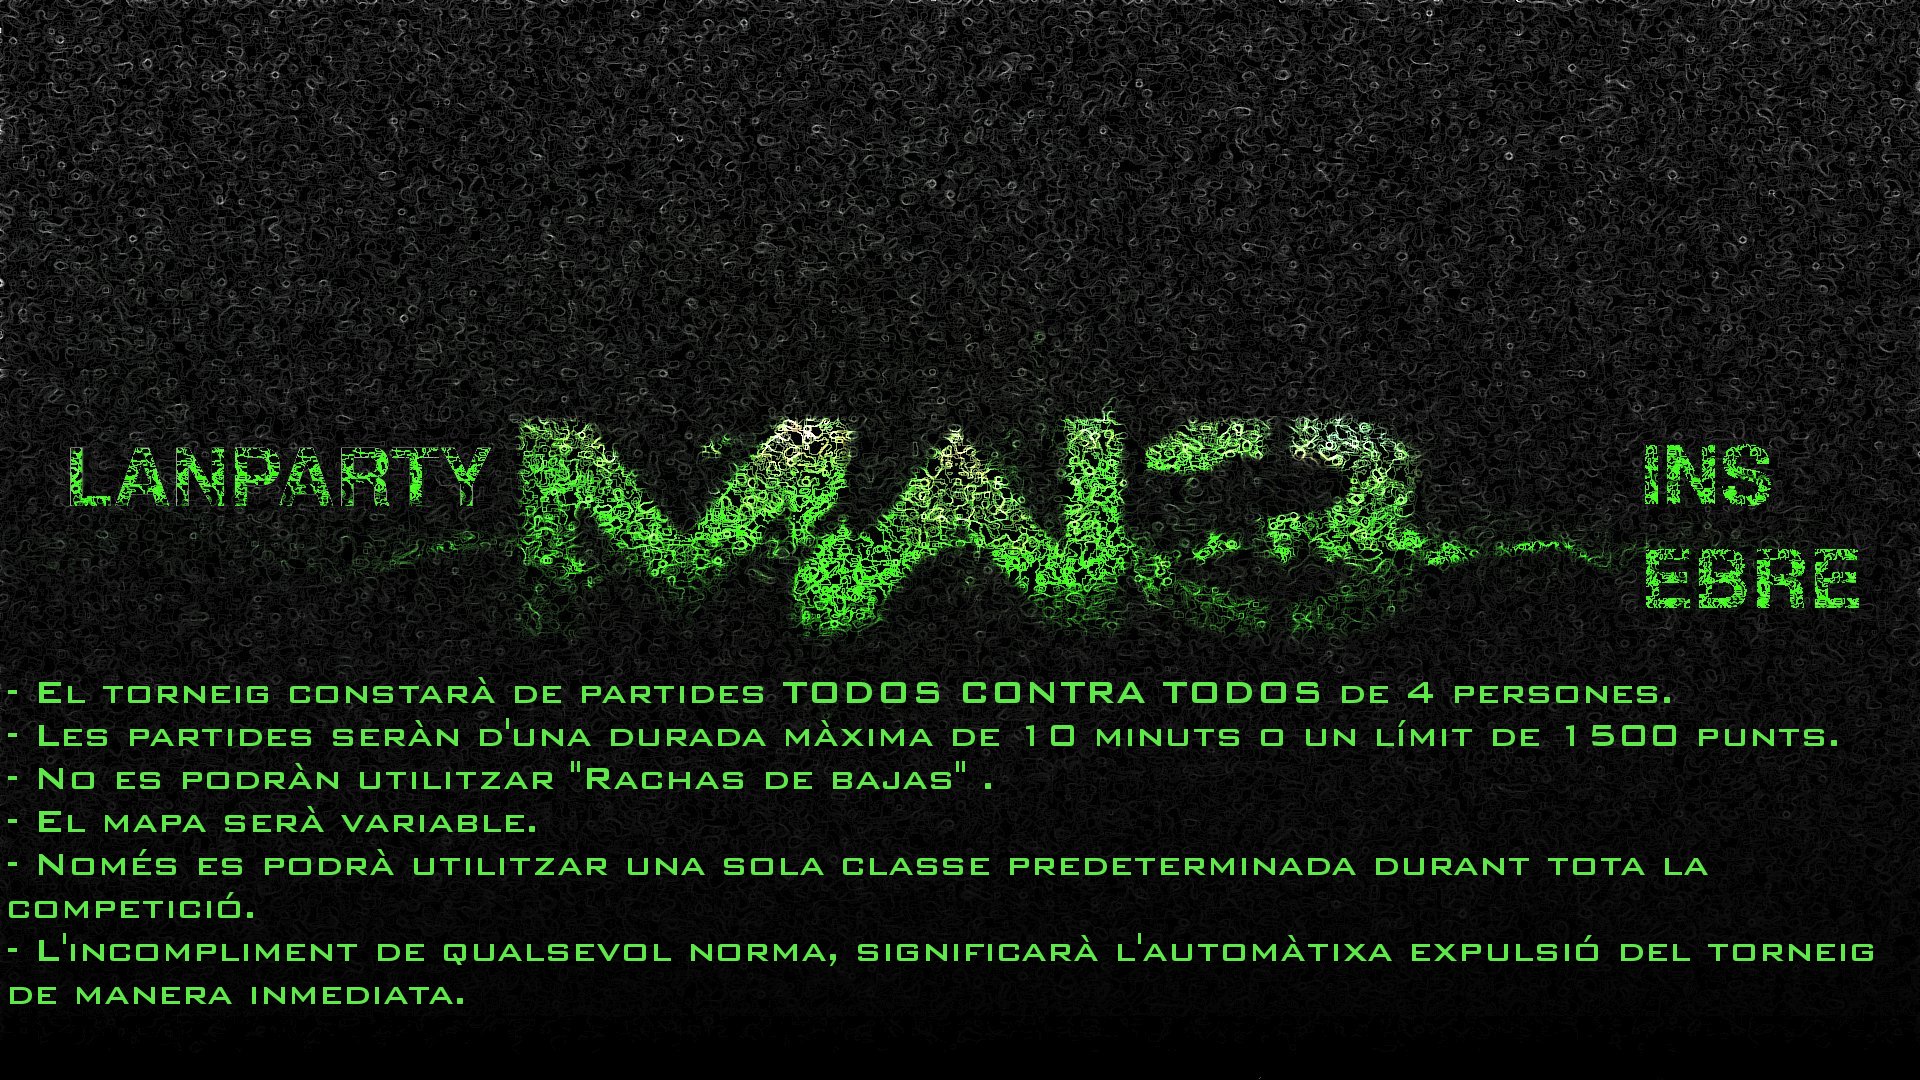 LANPARTY MW3 INS
EBRE
- El torneig constarà de partides TODOS CONTRA TODOS de 4 persones.
- Les partides seràn d'una durada màxima de 10 minuts o un límit de 1500 punts.
- No es podràn utilitzar "Rachas de bajas" .
- El mapa serà variable.
- Només es podrà utilitzar una sola classe predeterminada durant tota la
competició.
- L'incompliment de qualsevol norma, significarà l'automàtixa expulsió del torneig
de manera inmediata.